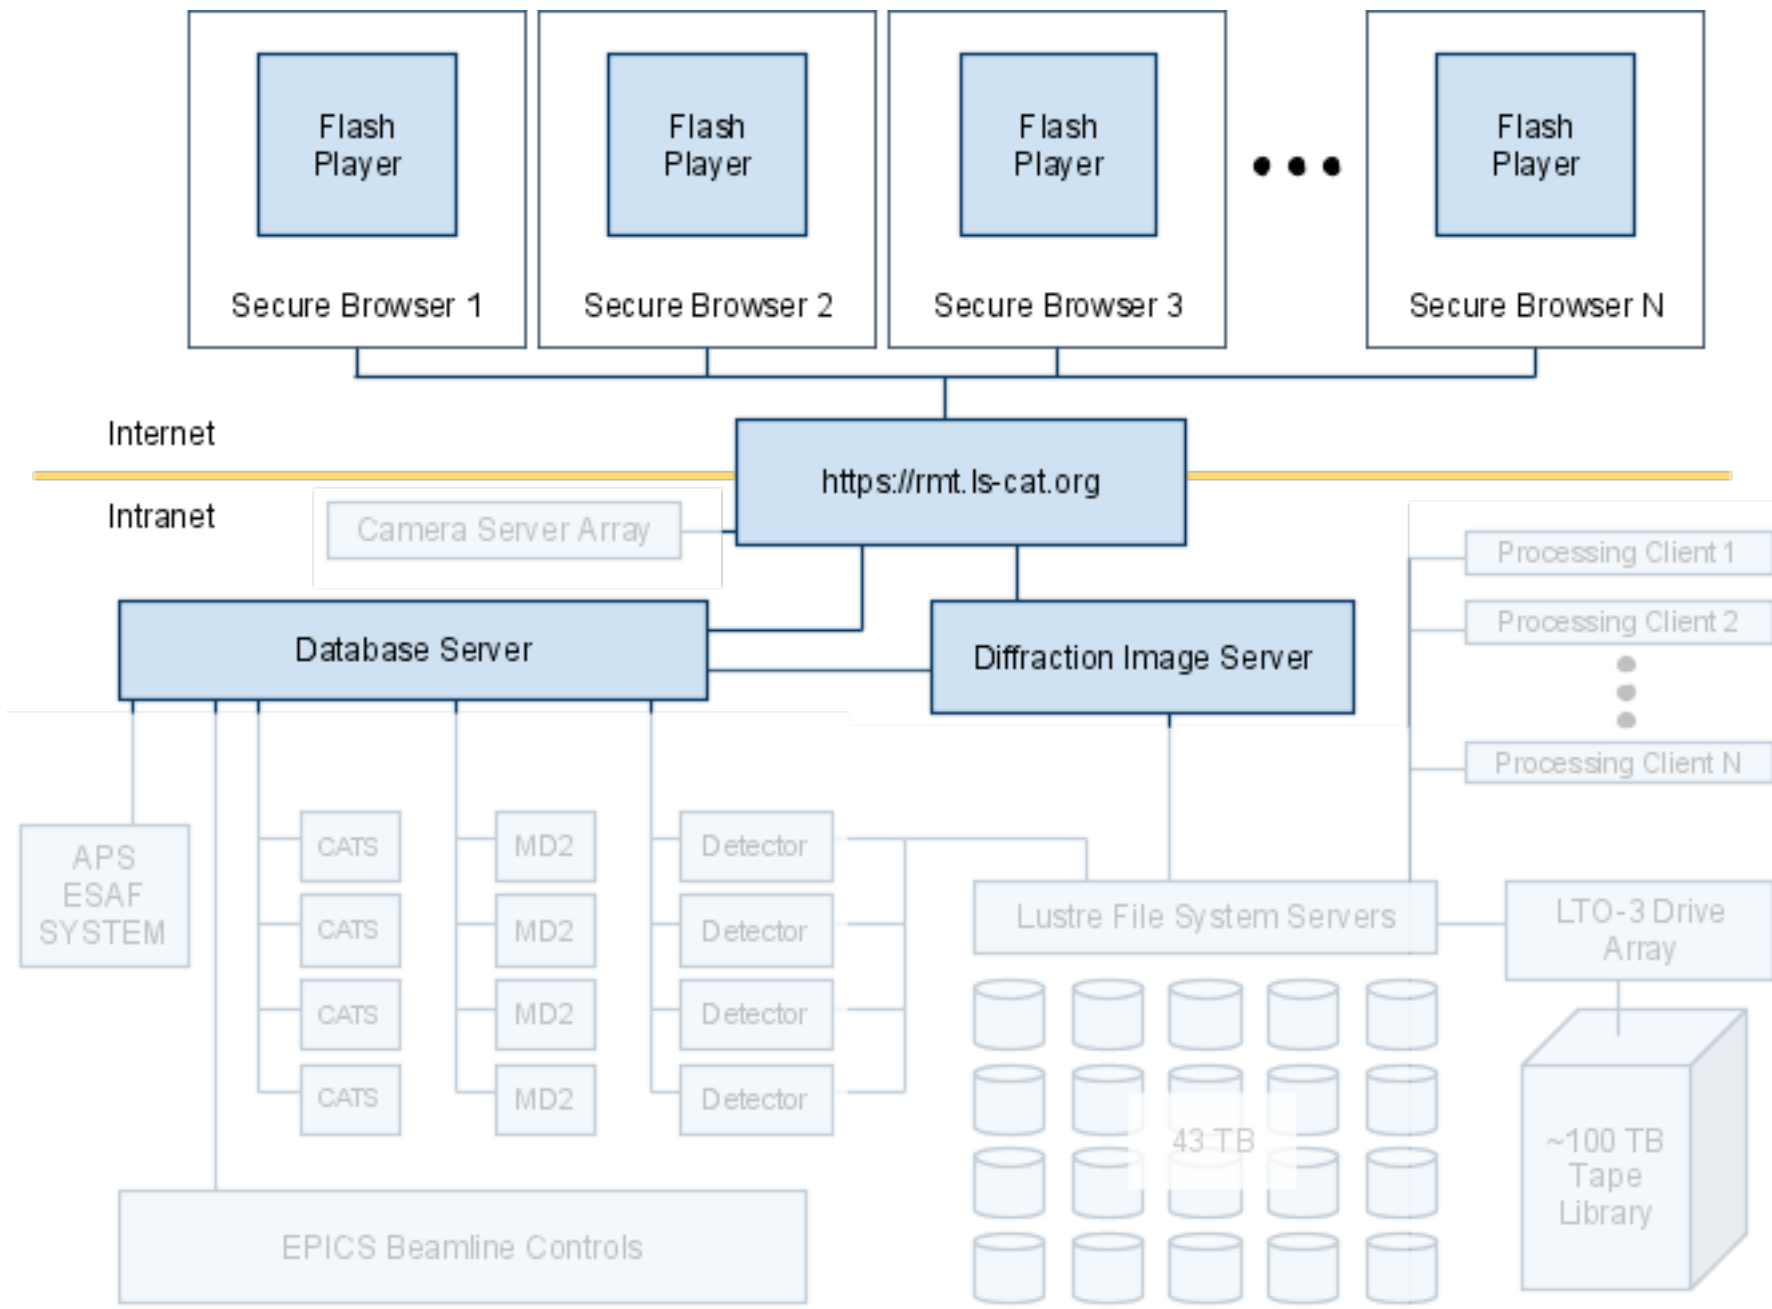 Flash
Player
Secure Browser 1
Flash
Player
Secure Browser 2
Flash
Player
Secure Browser 3
Flash
Player
Secure Browser N
Internet
https://rmt.ls-cat.org
Intranet
Camera Server Array
Database Server
Diffraction Image Server
Processing Client 1
Processing Client 2
Processing Client N
APS
ESAF
SYSTEM
CATS
CATS
CATS
CATS
MD2
MD2
MD2
MD2
Detector
Detector
Detector
Detector
Lustre File System Servers
LTO-3 Drive
Array
43 TB
~100 TB
Tape
Library
EPICS Beamline Controls